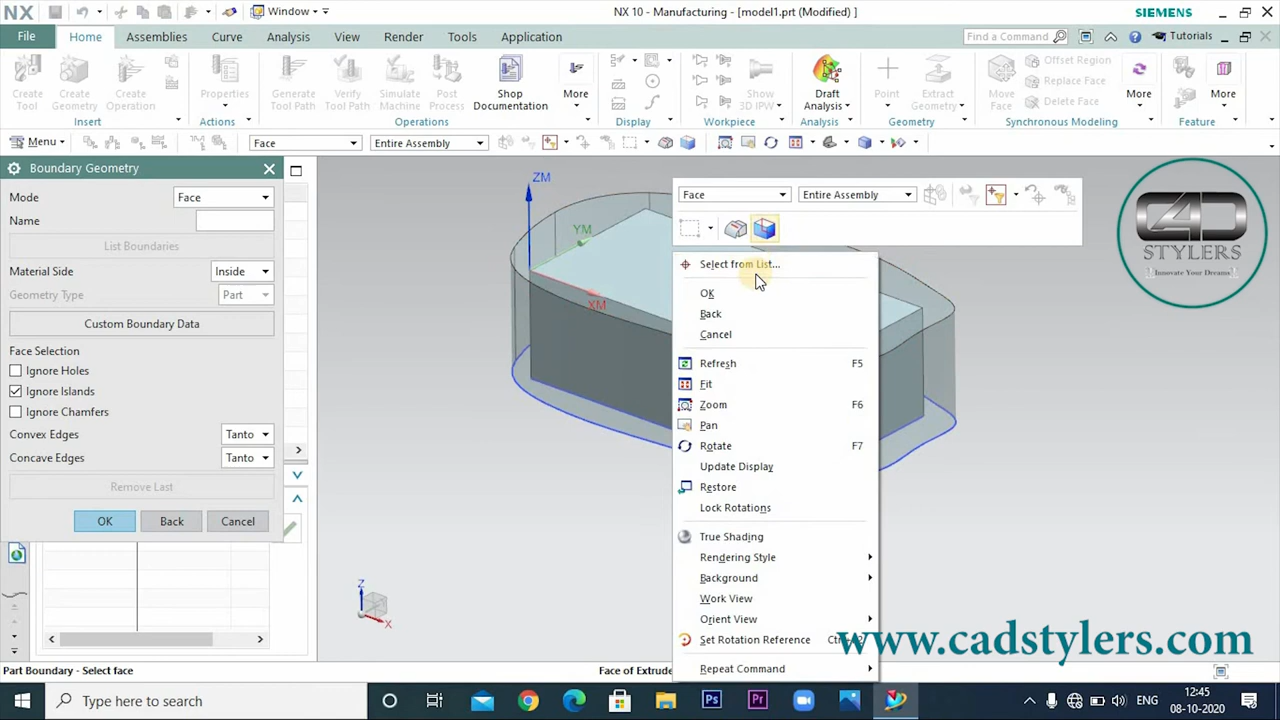 NX
Window
NX 10 - Manufacturing - [model1.prt (Modified) ]
SIEMENS
File Home Assemblies Curve Analysis View Render Tools Application
Find a Command
Tutorials
Create Tool
Create Geometry
Create Operation
Properties
Generate Tool Path
Verify Tool Path
Simulate Machine
Post Process
Shop Documentation
More
Show 3D IPW
Draft Analysis
Point
Extract Geometry
Move Face
Offset Region
Replace Face
Delete Face
More
More
Insert Actions Operations Display Workpiece Analysis Geometry Synchronous Modeling Feature
Menu
Face
Entire Assembly
Boundary Geometry
Mode Face
Name
List Boundaries
Material Side Inside
Geometry Type Part
Custom Boundary Data
Face Selection
Ignore Holes
Ignore Islands
Ignore Chamfers
Convex Edges Tanto
Concave Edges Tanto
Remove Last
OK Back Cancel
ZM
YM
XM
Z
X
Face
Entire Assembly
Select from List...
OK
Back
Cancel
Refresh F5
Fit
Zoom F6
Pan
Rotate F7
Update Display
Restore
Lock Rotations
True Shading
Rendering Style
Background
Work View
Orient View
Set Rotation Reference
Repeat Command
CAD
STYLERS
Innovate Your Dreams
www.cadstylers.com
Part Boundary - Select face
Face of Extrude
Type here to search
Ps
Pr
ENG
12:45
08-10-2020